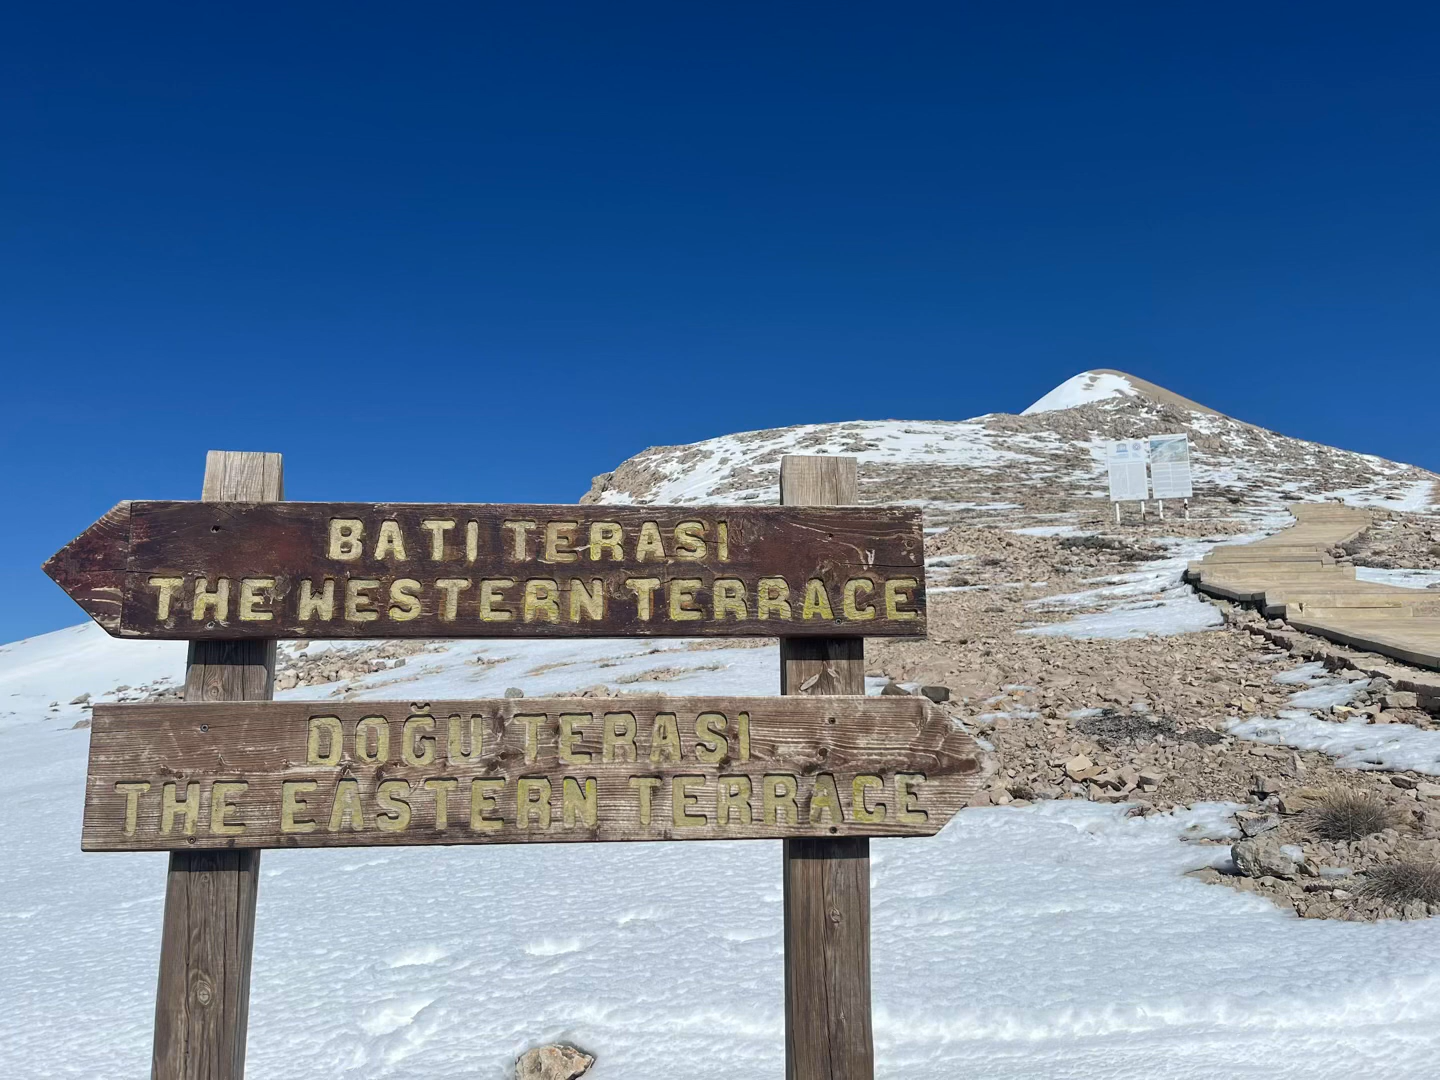 BATI TERASI
THE WESTERN TERRACE
DOĞU TERASI
THE EASTERN TERRACE